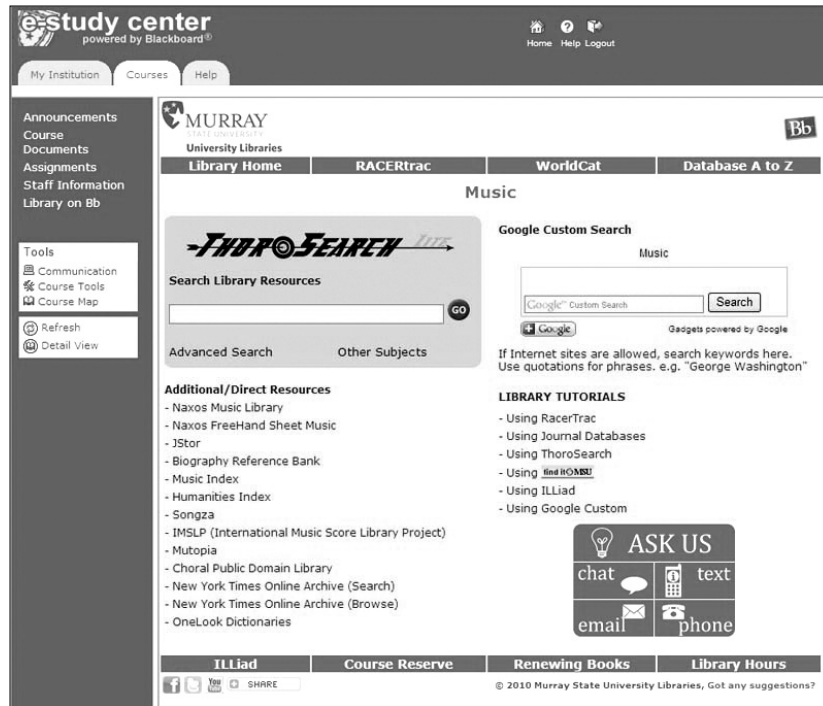 e-study center
powered by Blackboard®
Home Help Logout
My Institution Courses Help
Announcements
Course
Documents
Assignments
Staff Information
Library on Bb
Tools
Communication
Course Tools
Course Map
Refresh
Detail View
MURRAY
STATE UNIVERSITY
University Libraries
Bb
Library Home RACERtrac WorldCat Database A to Z
Music
THOROSEARCH LITE
Search Library Resources
GO
Advanced Search Other Subjects
Additional/Direct Resources
- Naxos Music Library
- Naxos FreeHand Sheet Music
- JStor
- Biography Reference Bank
- Music Index
- Humanities Index
- Songza
- IMSLP (International Music Score Library Project)
- Mutopia
- Choral Public Domain Library
- New York Times Online Archive (Search)
- New York Times Online Archive (Browse)
- OneLook Dictionaries
Google Custom Search
Music
Google™ Custom Search Search
Google Gadgets powered by Google
If Internet sites are allowed, search keywords here.
Use quotations for phrases. e.g. "George Washington"
LIBRARY TUTORIALS
- Using RacerTrac
- Using Journal Databases
- Using ThoroSearch
- Using find it@MSU
- Using ILLiad
- Using Google Custom
ASK US
chat text
email phone
ILLiad Course Reserve Renewing Books Library Hours
You Tube SHARE
© 2010 Murray State University Libraries, Got any suggestions?